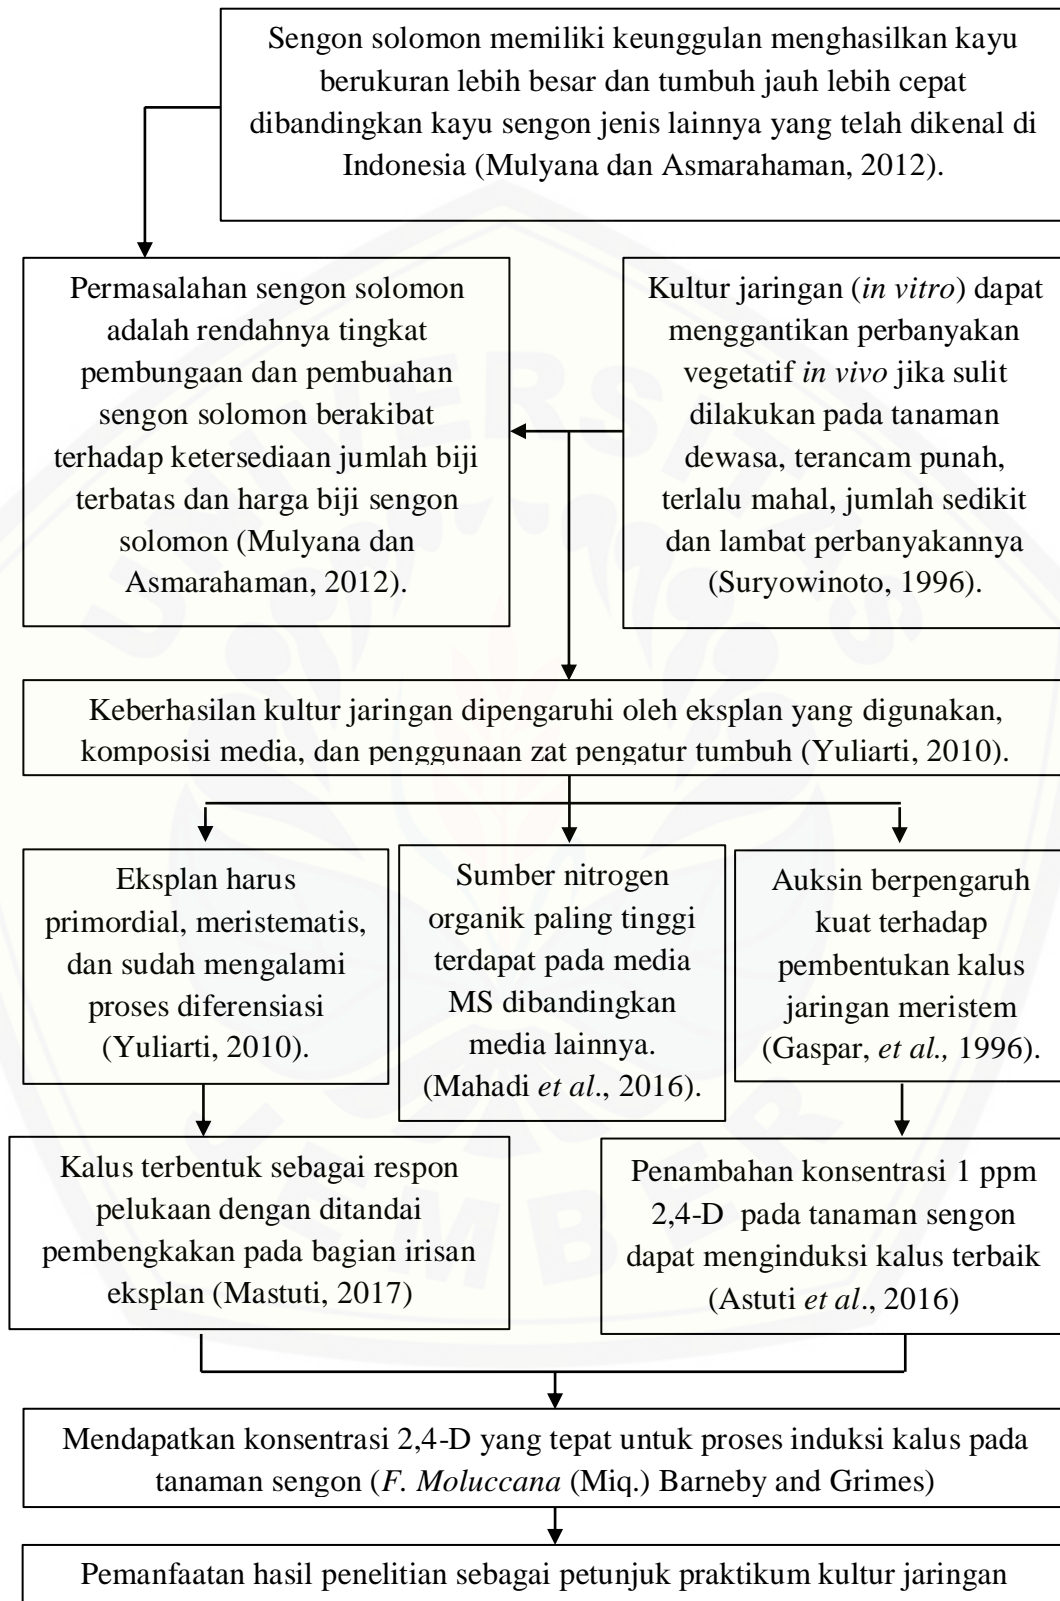 Sengon solomon memiliki keunggulan menghasilkan kayu
berukuran lebih besar dan tumbuh jauh lebih cepat
dibandingkan kayu sengon jenis lainnya yang telah dikenal di
Indonesia (Mulyana dan Asmarahaman, 2012).
Permasalahan sengon solomon
adalah rendahnya tingkat
pembungaan dan pembuahan
sengon solomon berakibat
terhadap ketersediaan jumlah biji
terbatas dan harga biji sengon
solomon (Mulyana dan
Asmarahaman, 2012).
Kultur jaringan (in vitro) dapat
menggantikan perbanyakan
vegetatif in vivo jika sulit
dilakukan pada tanaman
dewasa, terancam punah,
terlalu mahal, jumlah sedikit
dan lambat perbanyakannya
(Suryowinoto, 1996).
Keberhasilan kultur jaringan dipengaruhi oleh eksplan yang digunakan,
komposisi media, dan penggunaan zat pengatur tumbuh (Yuliarti, 2010).
Eksplan harus
primordial, meristematis,
dan sudah mengalami
proses diferensiasi
(Yuliarti, 2010).
Sumber nitrogen
organik paling tinggi
terdapat pada media
MS dibandingkan
media lainnya.
(Mahadi et al., 2016).
Auksin berpengaruh
kuat terhadap
pembentukan kalus
jaringan meristem
(Gaspar, et al., 1996).
Kalus terbentuk sebagai respon
pelukaan dengan ditandai
pembengkakan pada bagian irisan
eksplan (Mastuti, 2017)
Penambahan konsentrasi 1 ppm
2,4-D pada tanaman sengon
dapat menginduksi kalus terbaik
(Astuti et al., 2016)
Mendapatkan konsentrasi 2,4-D yang tepat untuk proses induksi kalus pada
tanaman sengon (F. Moluccana (Miq.) Barneby and Grimes)
Pemanfaatan hasil penelitian sebagai petunjuk praktikum kultur jaringan
UNIVERSITAS
JEMBER